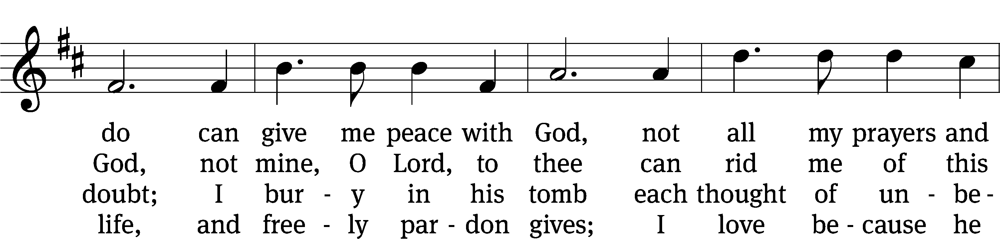 do can give me peace with God, not all my prayers and
God, not mine, O Lord, to thee can rid me of this
doubt; I bur - y in his tomb each thought of un - be -
life, and free - ly par - don gives; I love be - cause he